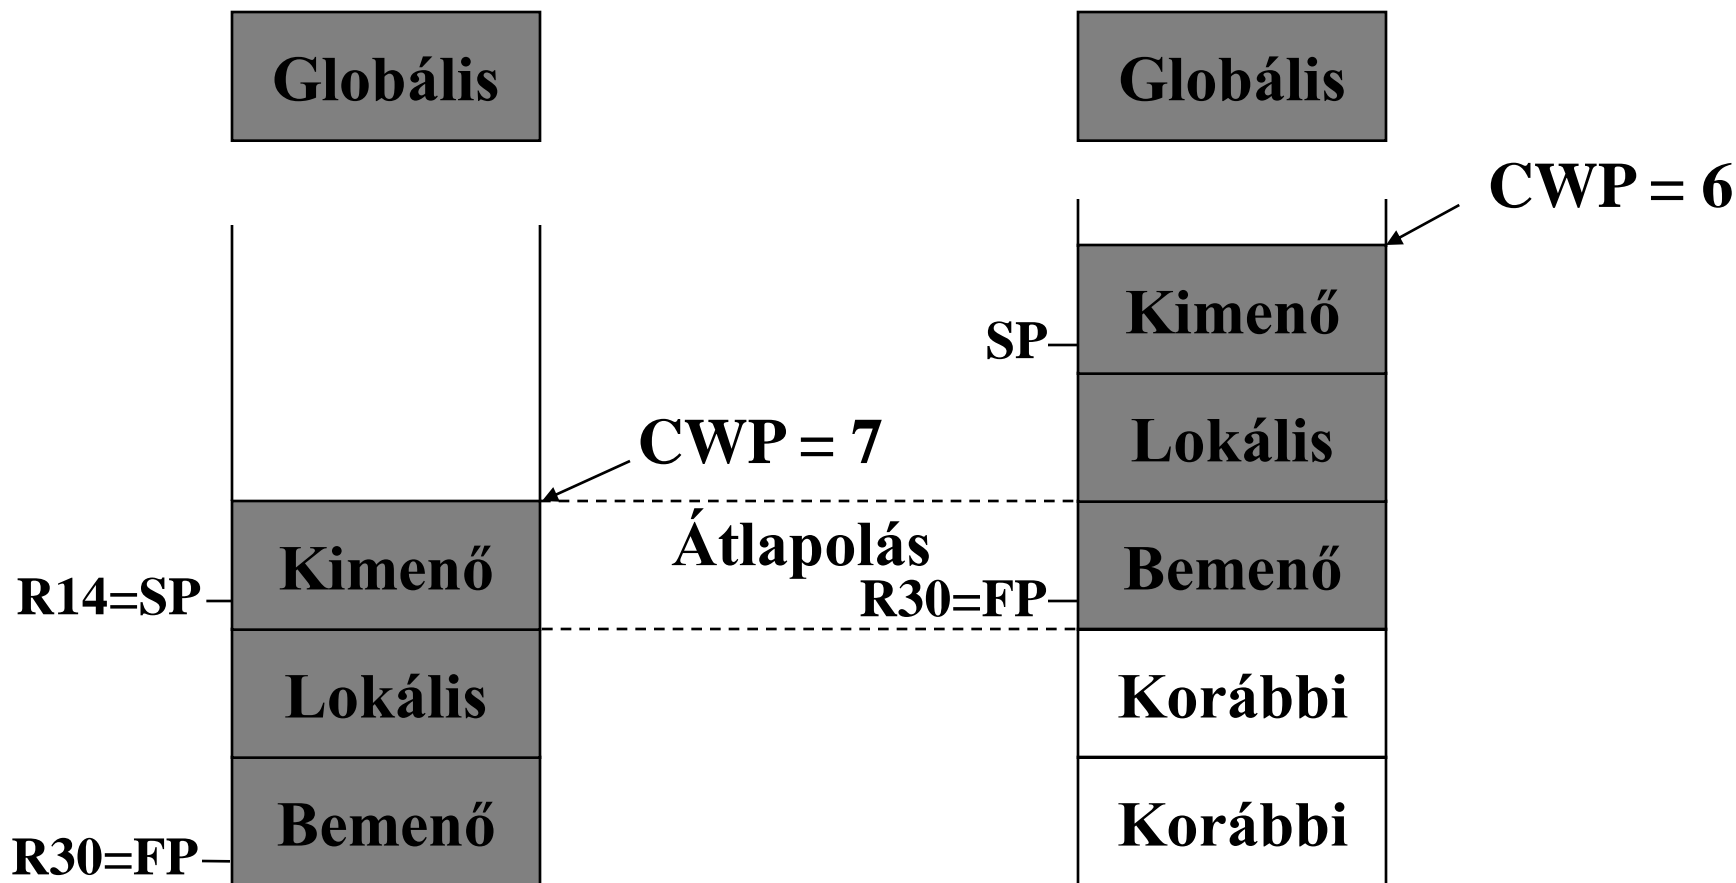 Globális
Globális
CWP = 6
Kimenő
SP
CWP = 7
Lokális
Átlapolás
Kimenő
Bemenő
R14=SP
R30=FP
Lokális
Korábbi
Bemenő
Korábbi
R30=FP